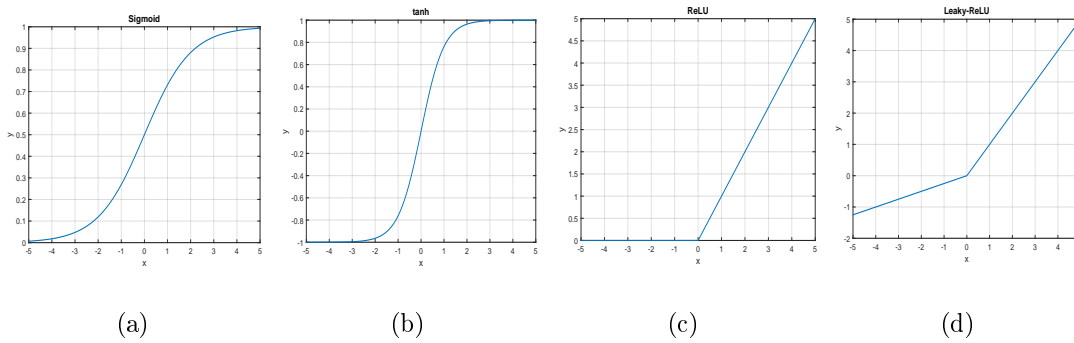 Sigmoid
1
0.9
0.8
0.7
0.6
0.5
0.4
0.3
0.2
0.1
0
y
-5 -4 -3 -2 -1 0 1 2 3 4 5
x
(a)
tanh
1
0.8
0.6
0.4
0.2
0
-0.2
-0.4
-0.6
-0.8
-1
y
-5 -4 -3 -2 -1 0 1 2 3 4 5
x
(b)
ReLU
5
4.5
4
3.5
3
2.5
2
1.5
1
0.5
0
y
-5 -4 -3 -2 -1 0 1 2 3 4 5
x
(c)
Leaky-ReLU
5
4
3
2
1
0
-1
-2
y
-5 -4 -3 -2 -1 0 1 2 3 4
x
(d)